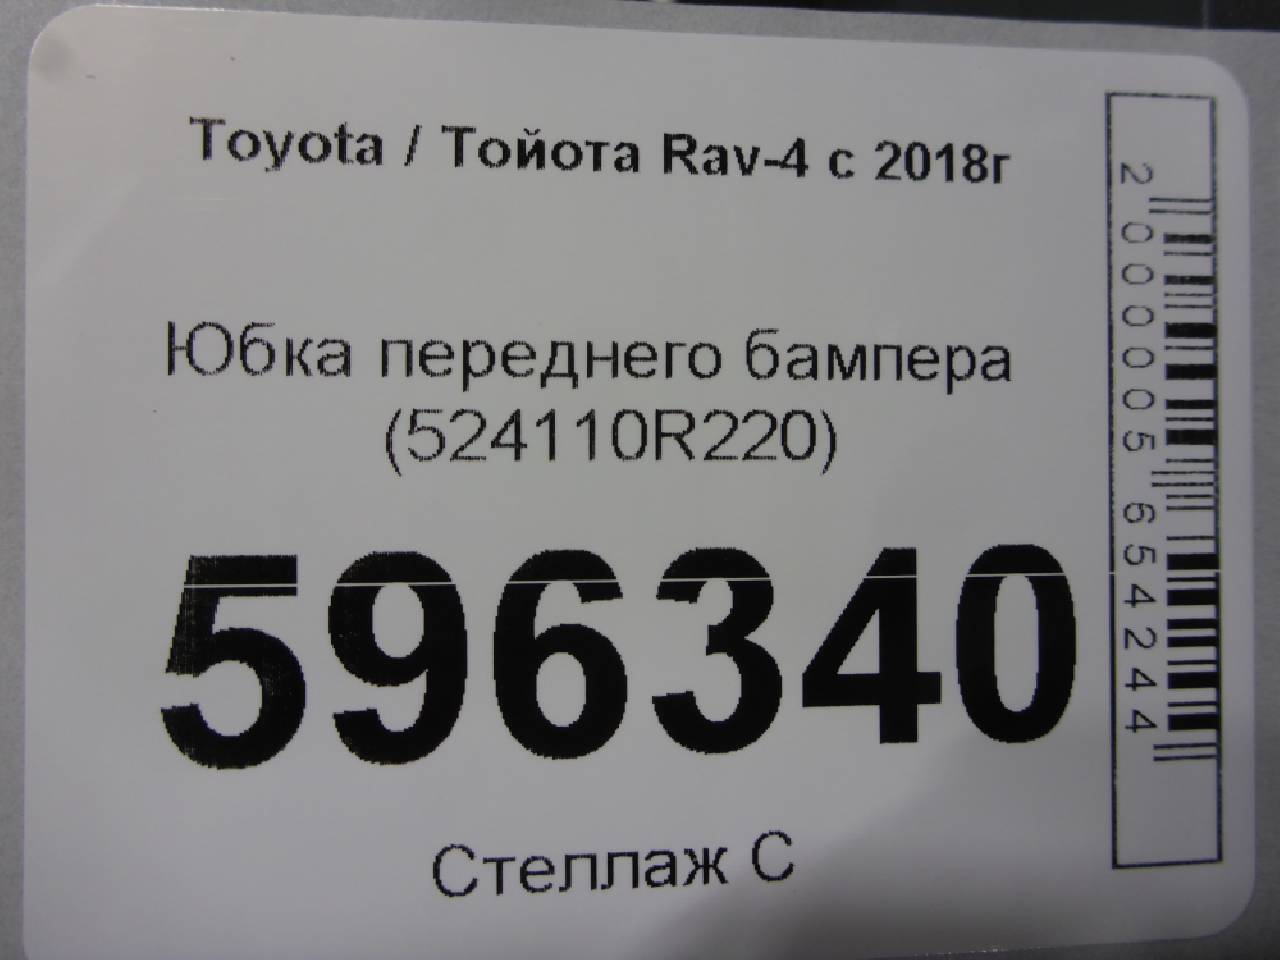 Toyota / Тойота Rav-4 с 2018г
Юбка переднего бампера
(524110R220)
596340
Стеллаж С
2000005654244